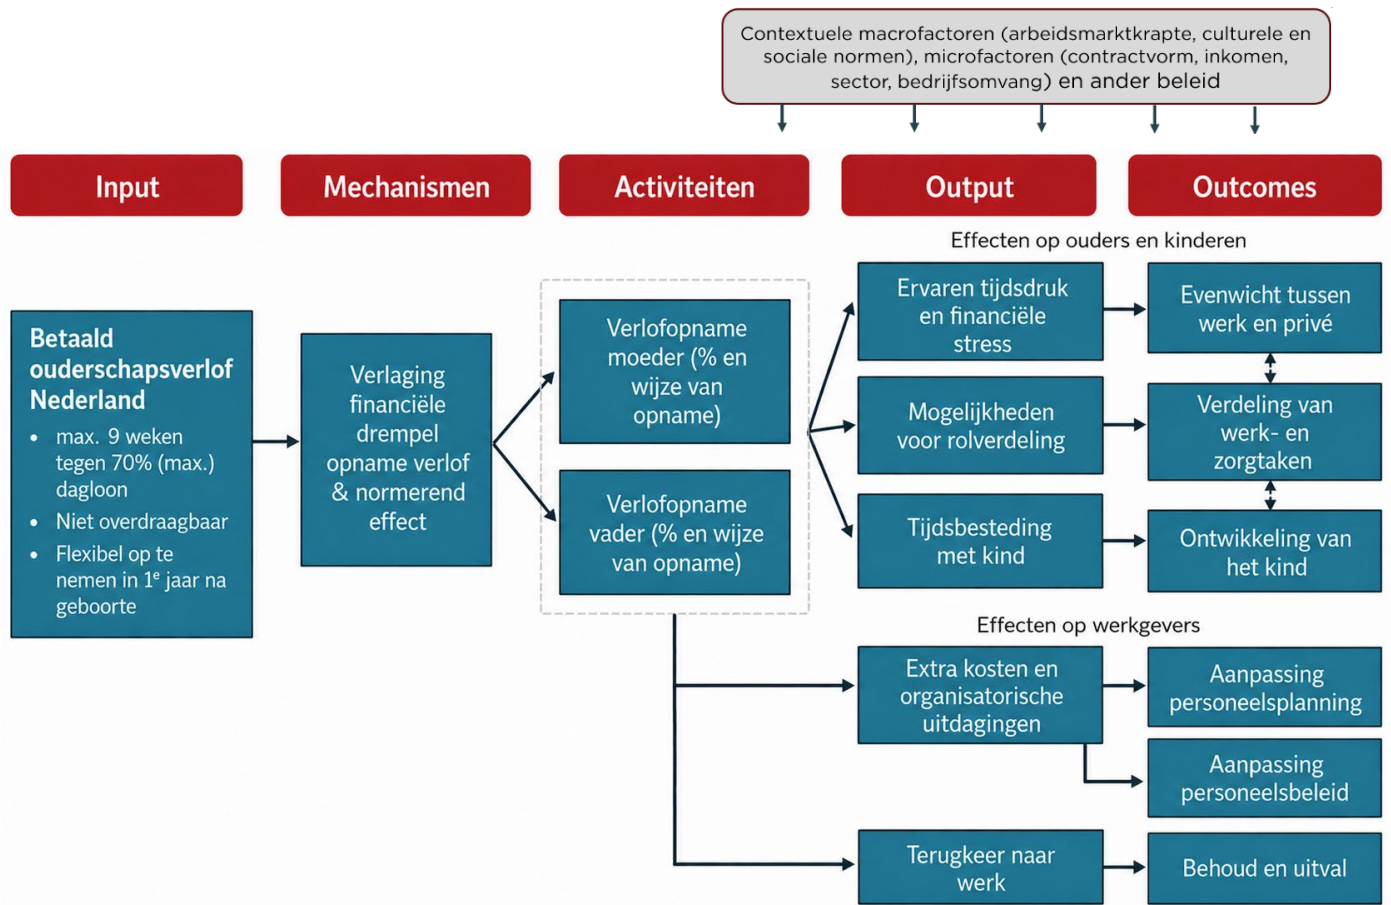 Contextuele macrofactoren (arbeidsmarktkrapte, culturele en
sociale normen), microfactoren (contractvorm, inkomen,
sector, bedrijfsomvang) en ander beleid
Input
Mechanismen
Activiteiten
Output
Outcomes
Betaald
ouderschapsverlof
Nederland
• max. 9 weken
tegen 70% (max.)
dagloon
• Niet overdraagbaar
• Flexibel op te
nemen in 1e jaar na
geboorte
Verlaging
financiële
drempel
opname verlof
& normerend
effect
Verlofopname
moeder (% en
wijze van
opname)
Verlofopname
vader (% en wijze
van opname)
Effecten op ouders en kinderen
Ervaren tijdsdruk
en financiële
stress
Evenwicht tussen
werk en privé
Mogelijkheden
voor rolverdeling
Verdeling van
werk- en
zorgtaken
Tijdsbesteding
met kind
Ontwikkeling van
het kind
Effecten op werkgevers
Extra kosten en
organisatorische
uitdagingen
Aanpassing
personeelsplanning
Aanpassing
personeelsbeleid
Terugkeer naar
werk
Behoud en uitval